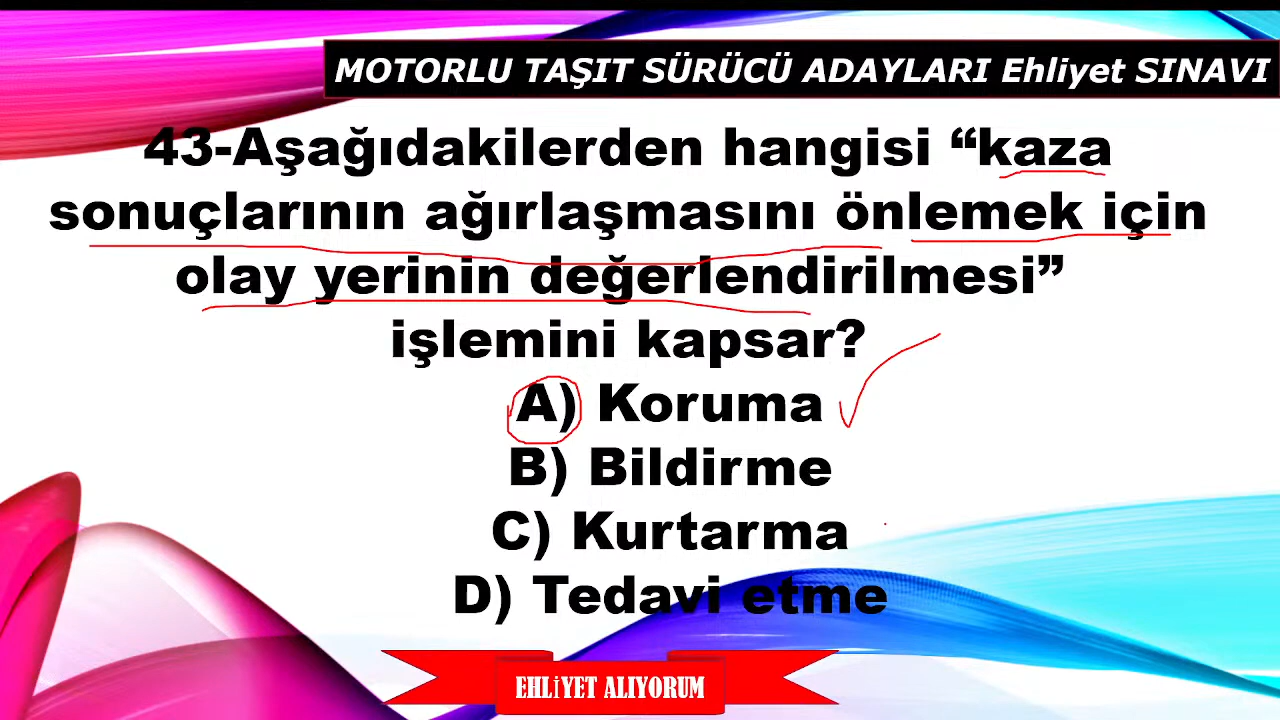 MOTORLU TAŞIT SÜRÜCÜ ADAYLARI Ehliyet SINAVI
43-Aşağıdakilerden hangisi “kaza
sonuçlarının ağırlaşmasını önlemek için
olay yerinin değerlendirilmesi”
işlemini kapsar?
A) Koruma
B) Bildirme
C) Kurtarma
D) Tedavi etme
EHLİYET ALIYORUM